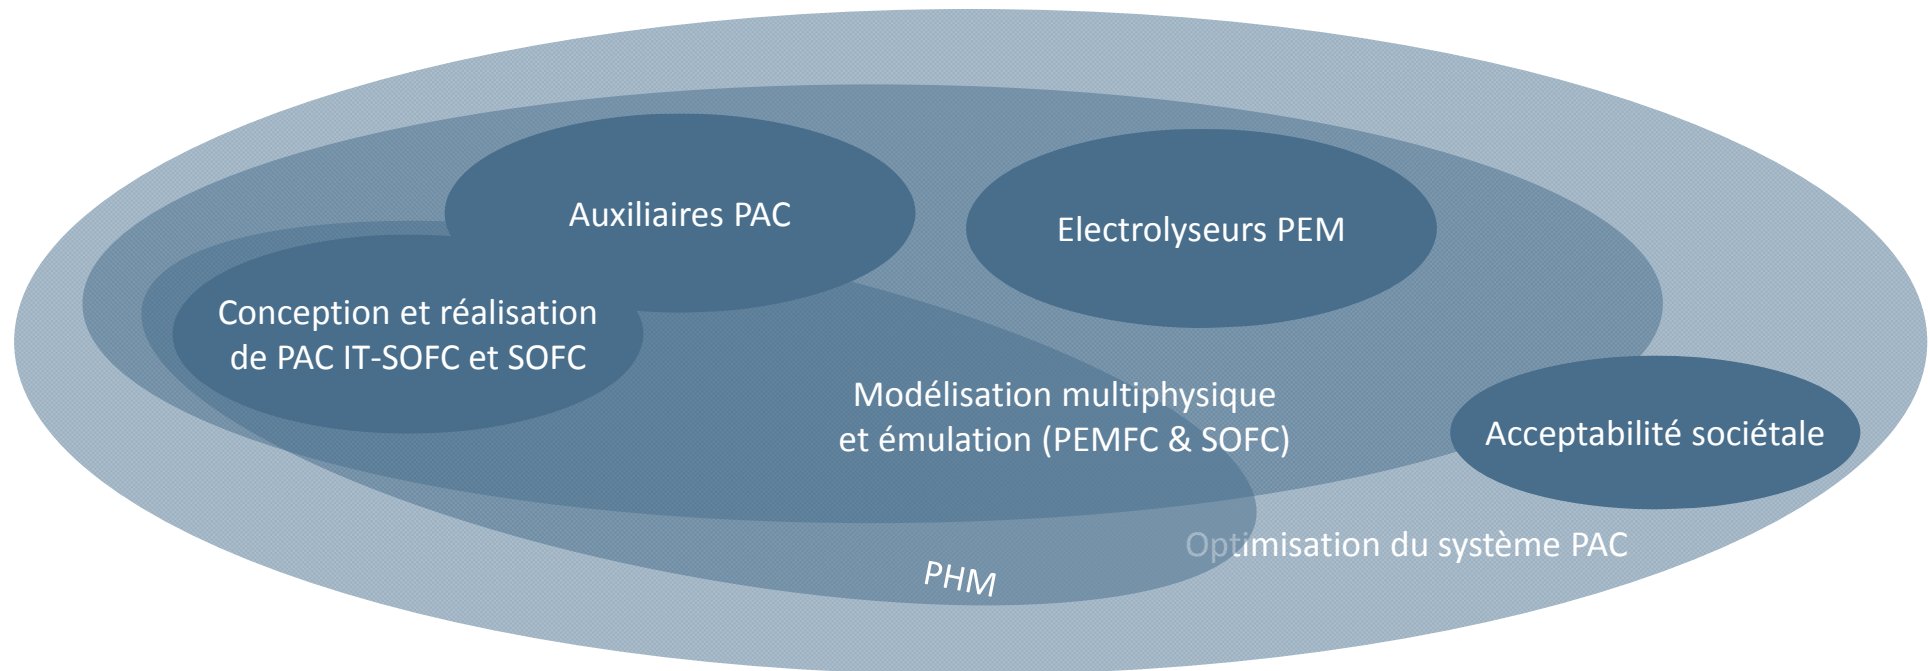 Auxiliaires PAC
Electrolyseurs PEM
Conception et réalisation
de PAC IT-SOFC et SOFC
Modélisation multiphysique
et émulation (PEMFC & SOFC)
Acceptabilité sociétale
Optimisation du système PAC
PHM